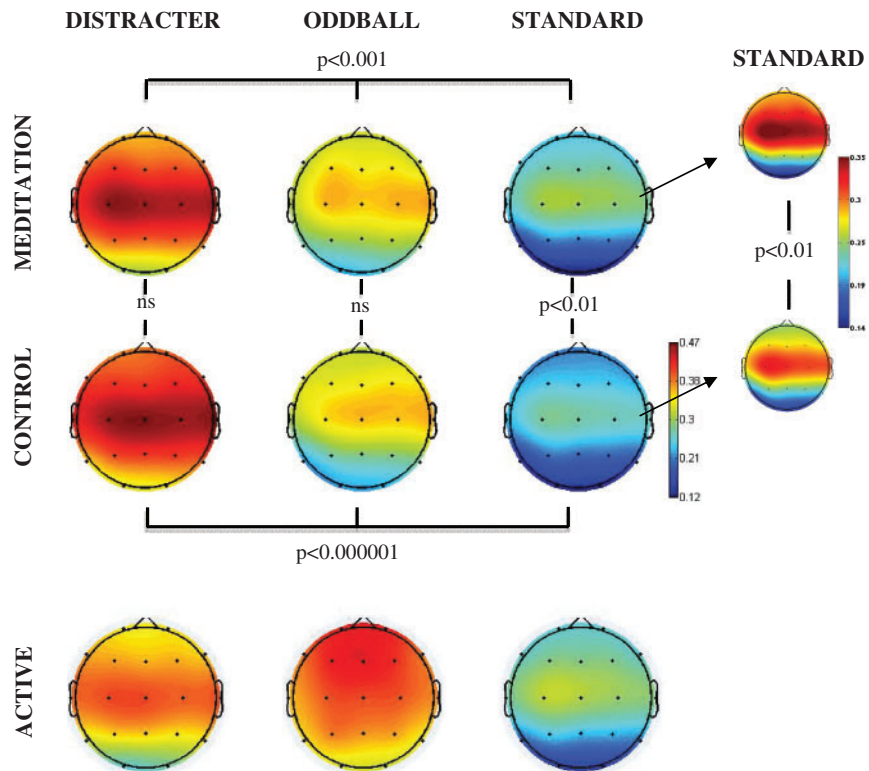 DISTRACTER ODDBALL STANDARD
p<0.001
STANDARD
MEDITATION
0.35
0.3
0.25
0.19
0.14
p<0.01
ns ns p<0.01
CONTROL
0.47
0.38
0.3
0.21
0.12
p<0.000001
ACTIVE